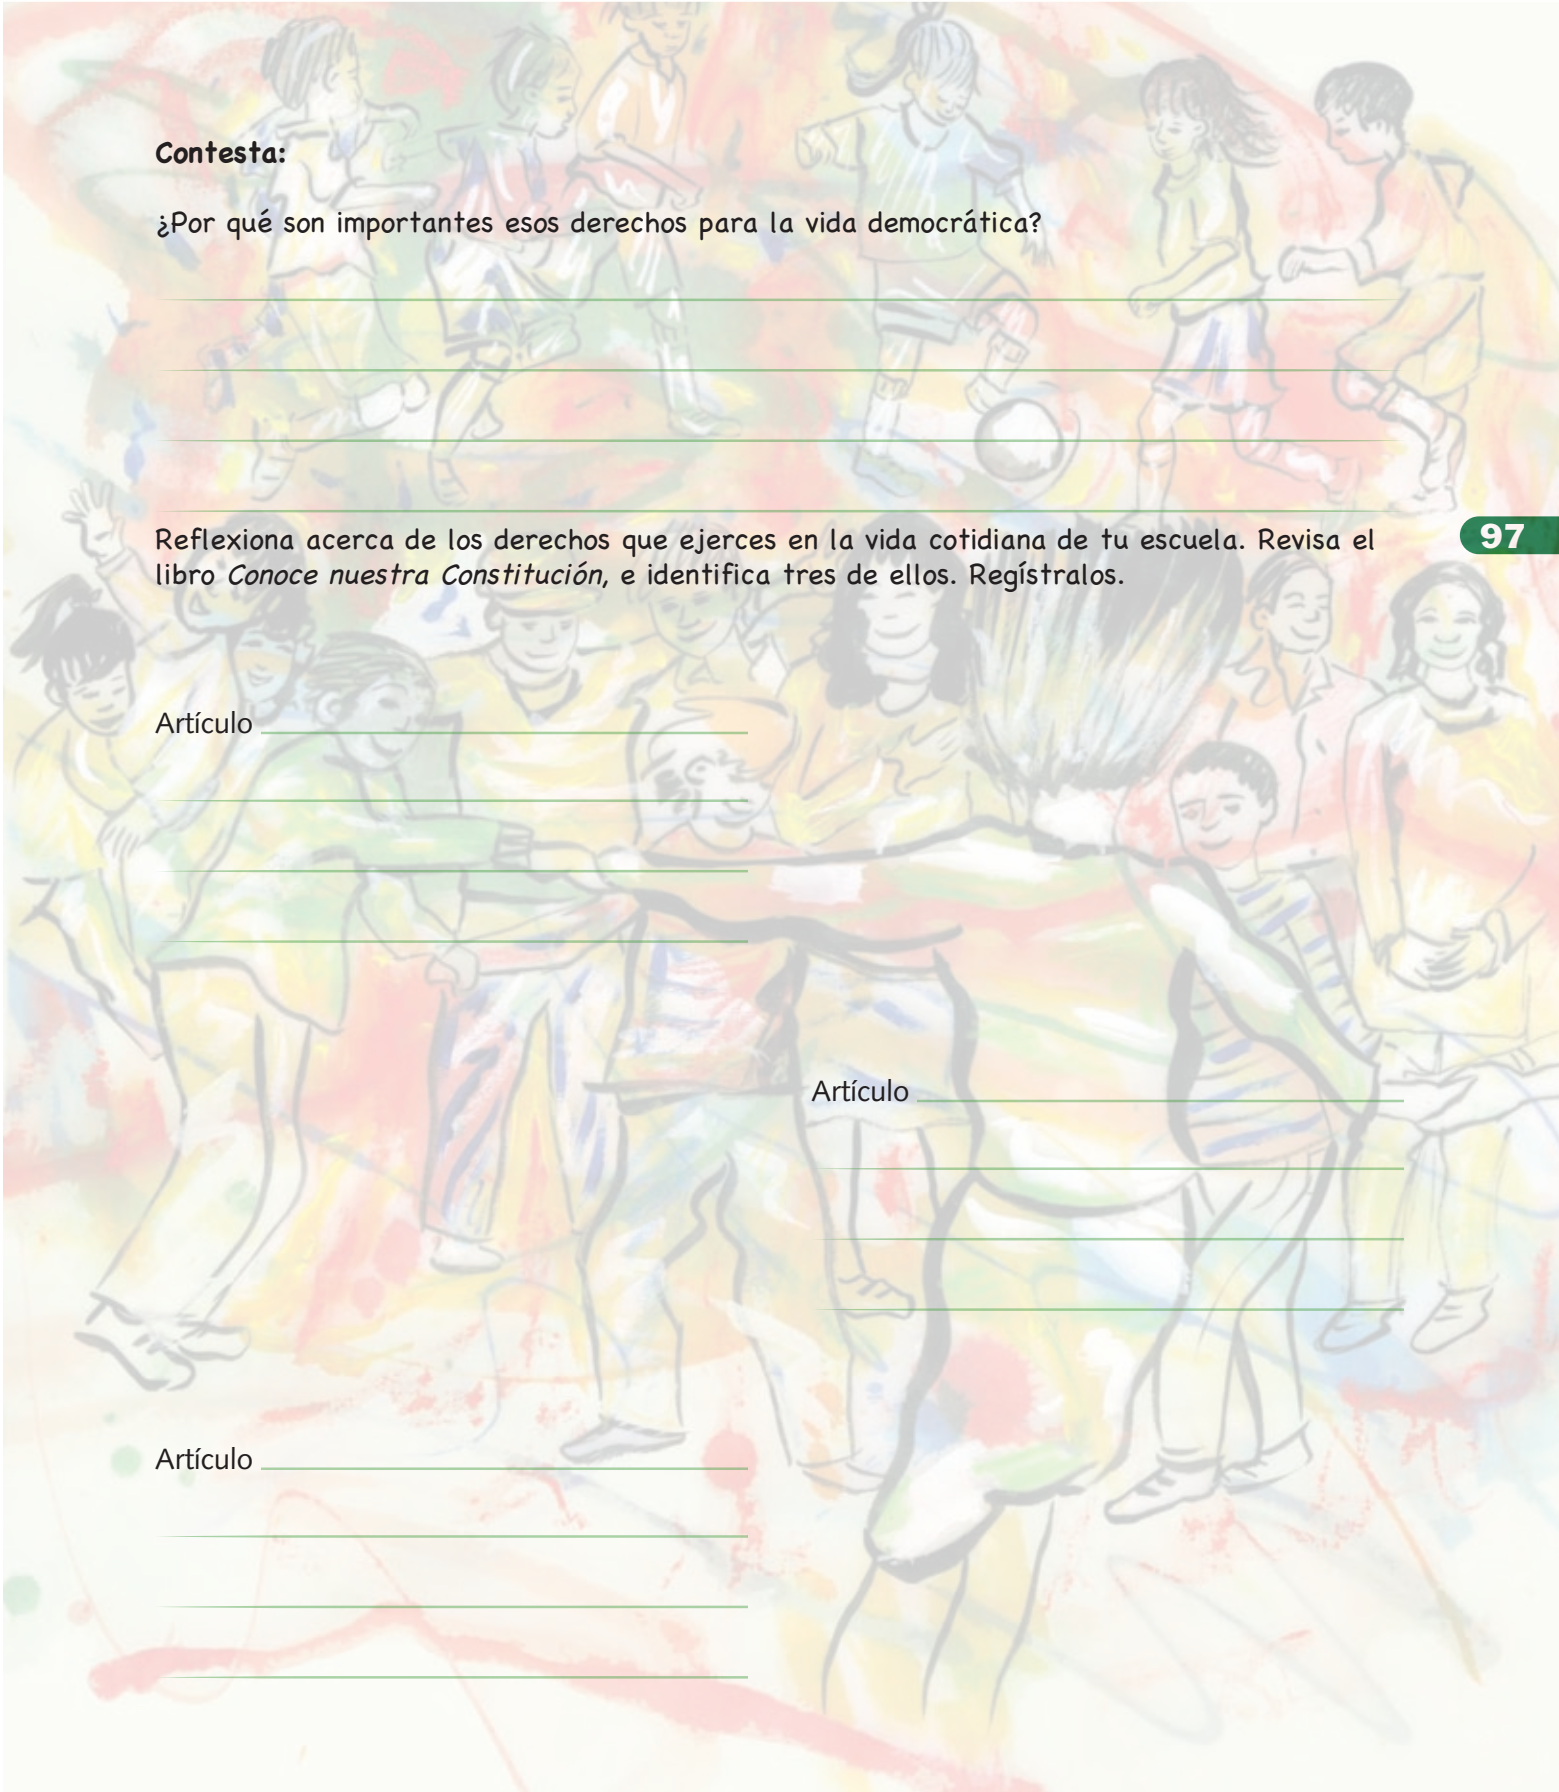 Contesta:
¿Por qué son importantes esos derechos para la vida democrática?
Reflexiona acerca de los derechos que ejerces en la vida cotidiana de tu escuela. Revisa el
libro Conoce nuestra Constitución, e identifica tres de ellos. Regístralos.
97
Artículo
Artículo
Artículo